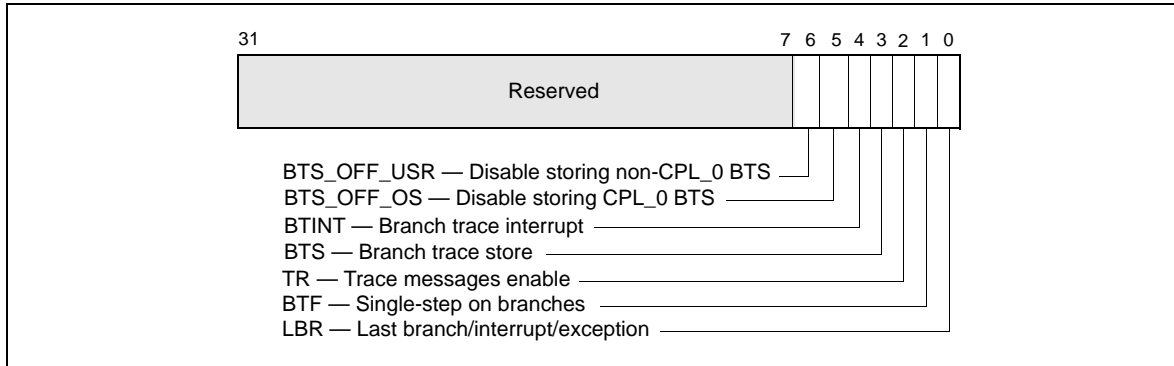 31 7 6 5 4 3 2 1 0
Reserved
BTS_OFF_USR — Disable storing non-CPL_0 BTS
BTS_OFF_OS — Disable storing CPL_0 BTS
BTINT — Branch trace interrupt
BTS — Branch trace store
TR — Trace messages enable
BTF — Single-step on branches
LBR — Last branch/interrupt/exception